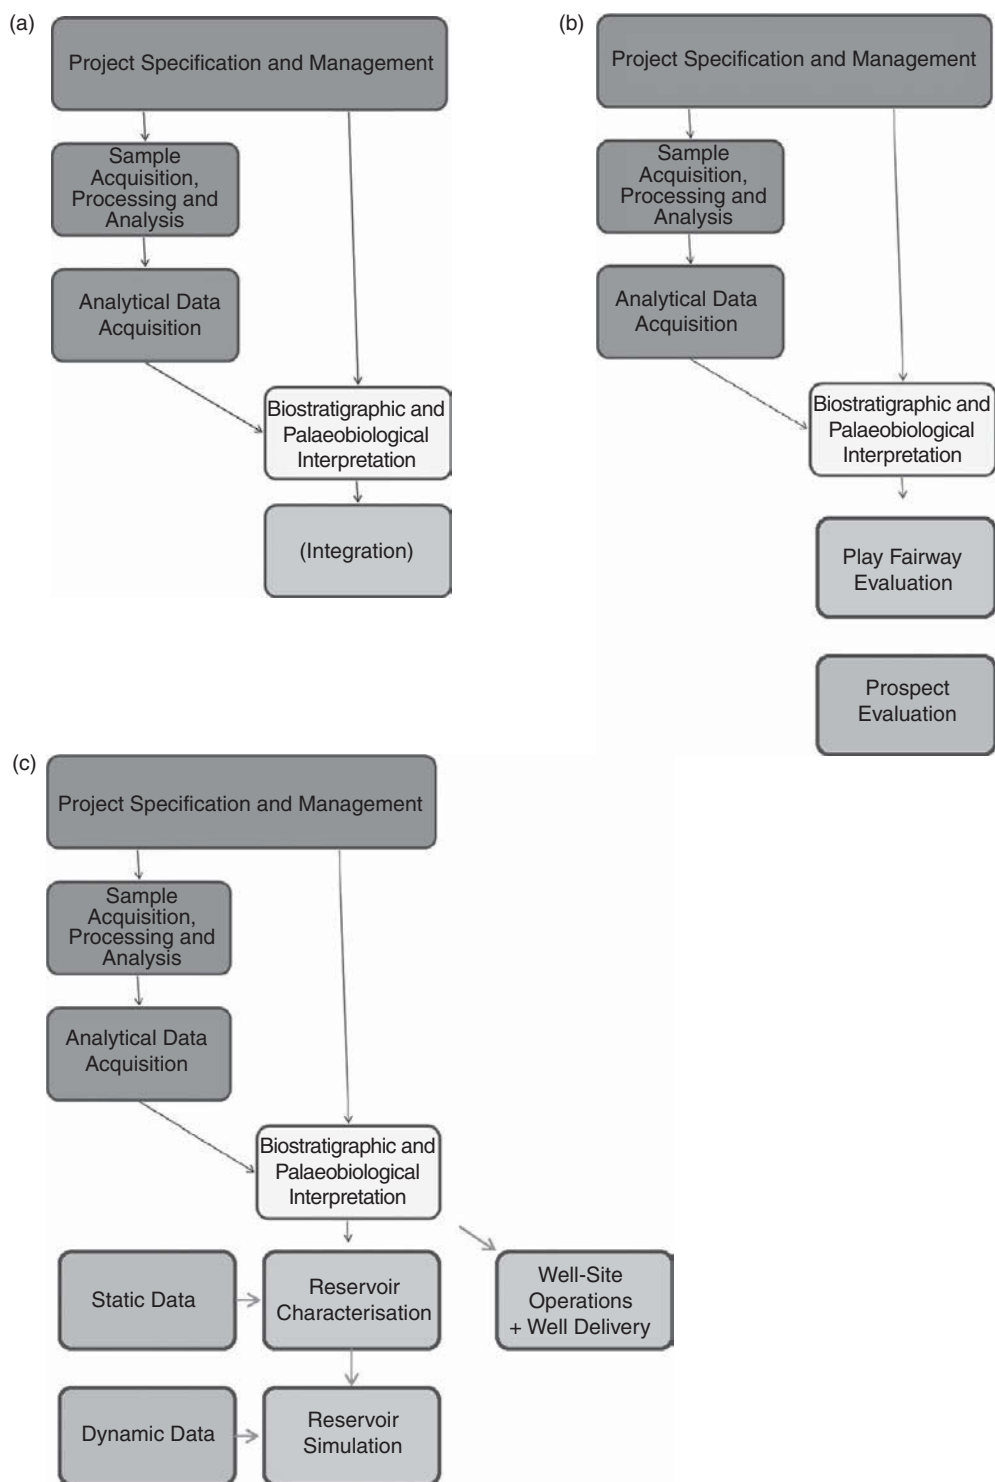 (a)
Project Specification and Management
Sample
Acquisition,
Processing and
Analysis
Analytical Data
Acquisition
Biostratigraphic and
Palaeobiological
Interpretation
(Integration)
(b)
Project Specification and Management
Sample
Acquisition,
Processing and
Analysis
Analytical Data
Acquisition
Biostratigraphic and
Palaeobiological
Interpretation
Play Fairway
Evaluation
Prospect
Evaluation
(c)
Project Specification and Management
Sample
Acquisition,
Processing and
Analysis
Analytical Data
Acquisition
Biostratigraphic and
Palaeobiological
Interpretation
Static Data
Reservoir
Characterisation
Well-Site
Operations
+ Well Delivery
Dynamic Data
Reservoir
Simulation